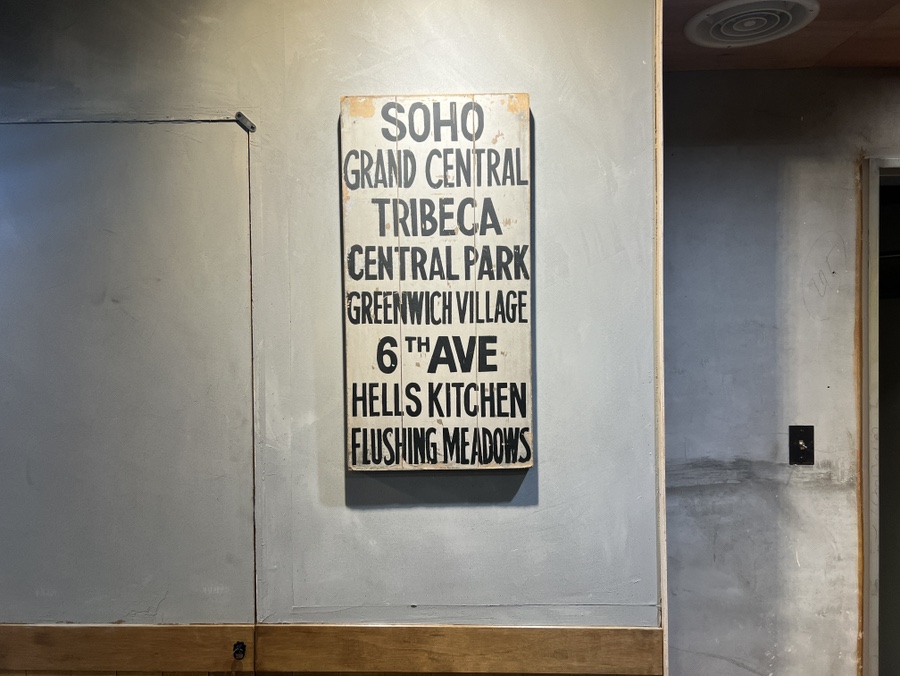 SOHO
GRAND CENTRAL
TRIBECA
CENTRAL PARK
GREENWICH VILLAGE
6TH AVE
HELLS KITCHEN
FLUSHING MEADOWS